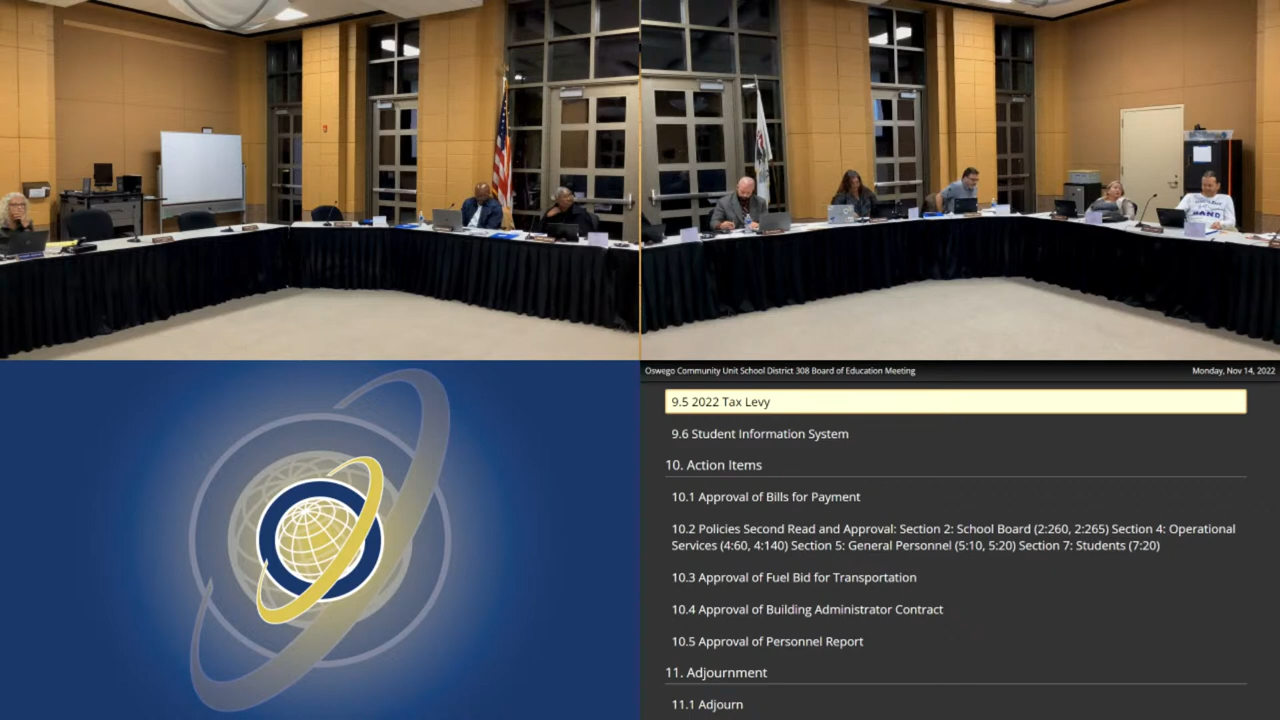 BAND
Oswego Community Unit School District 308 Board of Education Meeting
Monday, Nov 14, 2022
9.5 2022 Tax Levy
9.6 Student Information System
10. Action Items
10.1 Approval of Bills for Payment
10.2 Policies Second Read and Approval: Section 2: School Board (2:260, 2:265) Section 4: Operational
Services (4:60, 4:140) Section 5: General Personnel (5:10, 5:20) Section 7: Students (7:20)
10.3 Approval of Fuel Bid for Transportation
10.4 Approval of Building Administrator Contract
10.5 Approval of Personnel Report
11. Adjournment
11.1 Adjourn